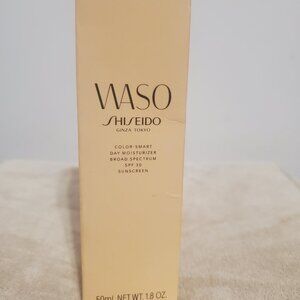 WASO
SHISEIDO
GINZA TOKYO
COLOR-SMART
DAY MOISTURIZER
BROAD SPECTRUM
SPF 30
SUNSCREEN
50mL NET WT. 1.8 OZ.